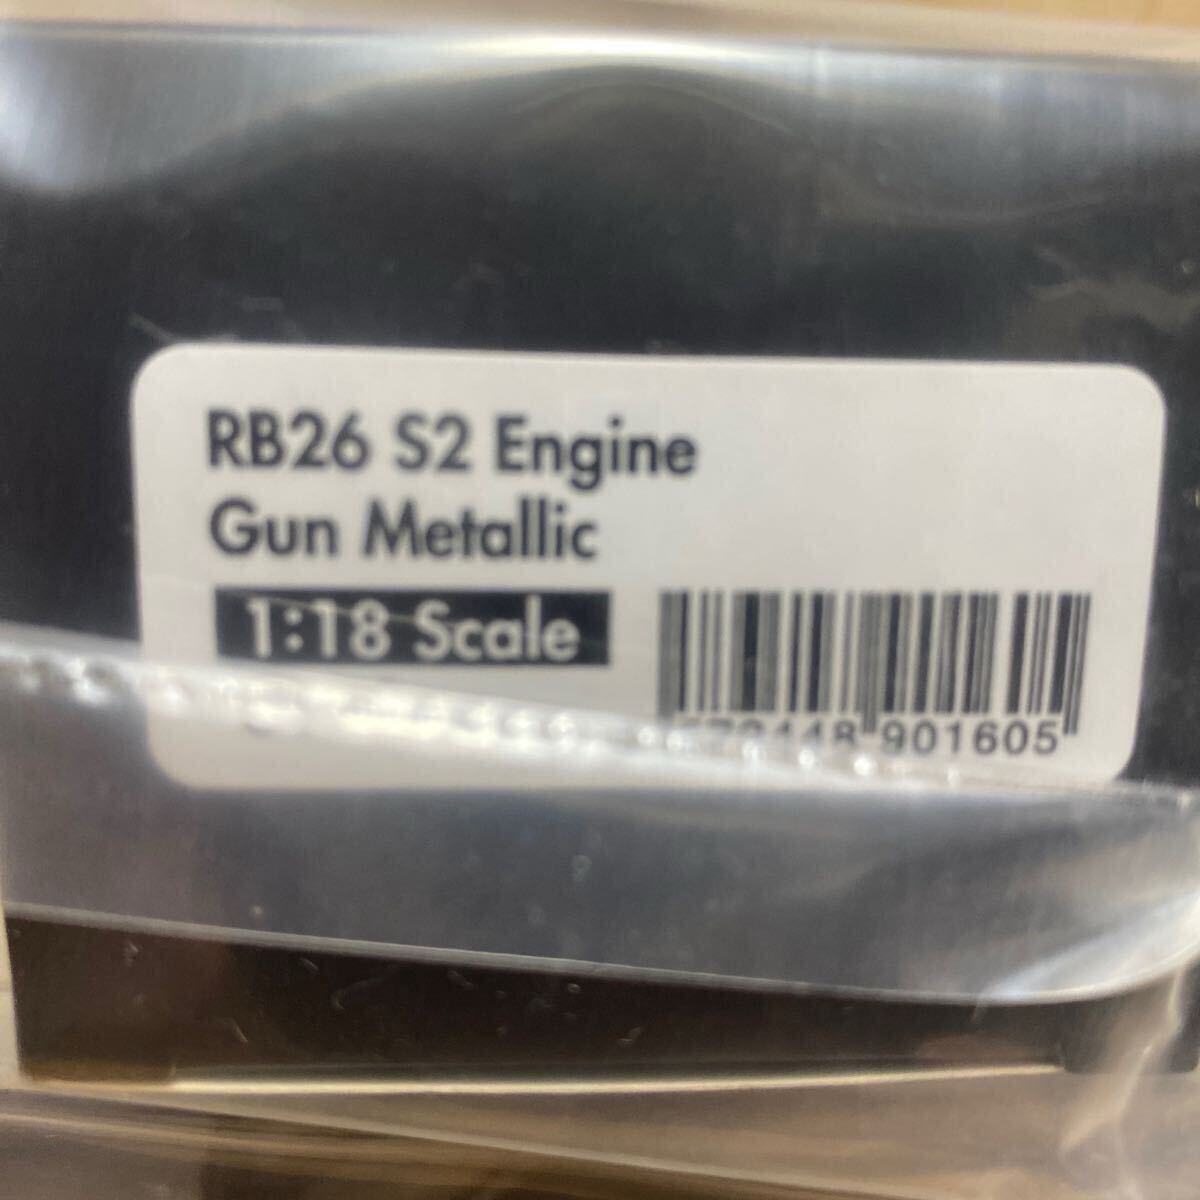 RB26 S2 Engine
Gun Metallic
1:18 Scale
901605